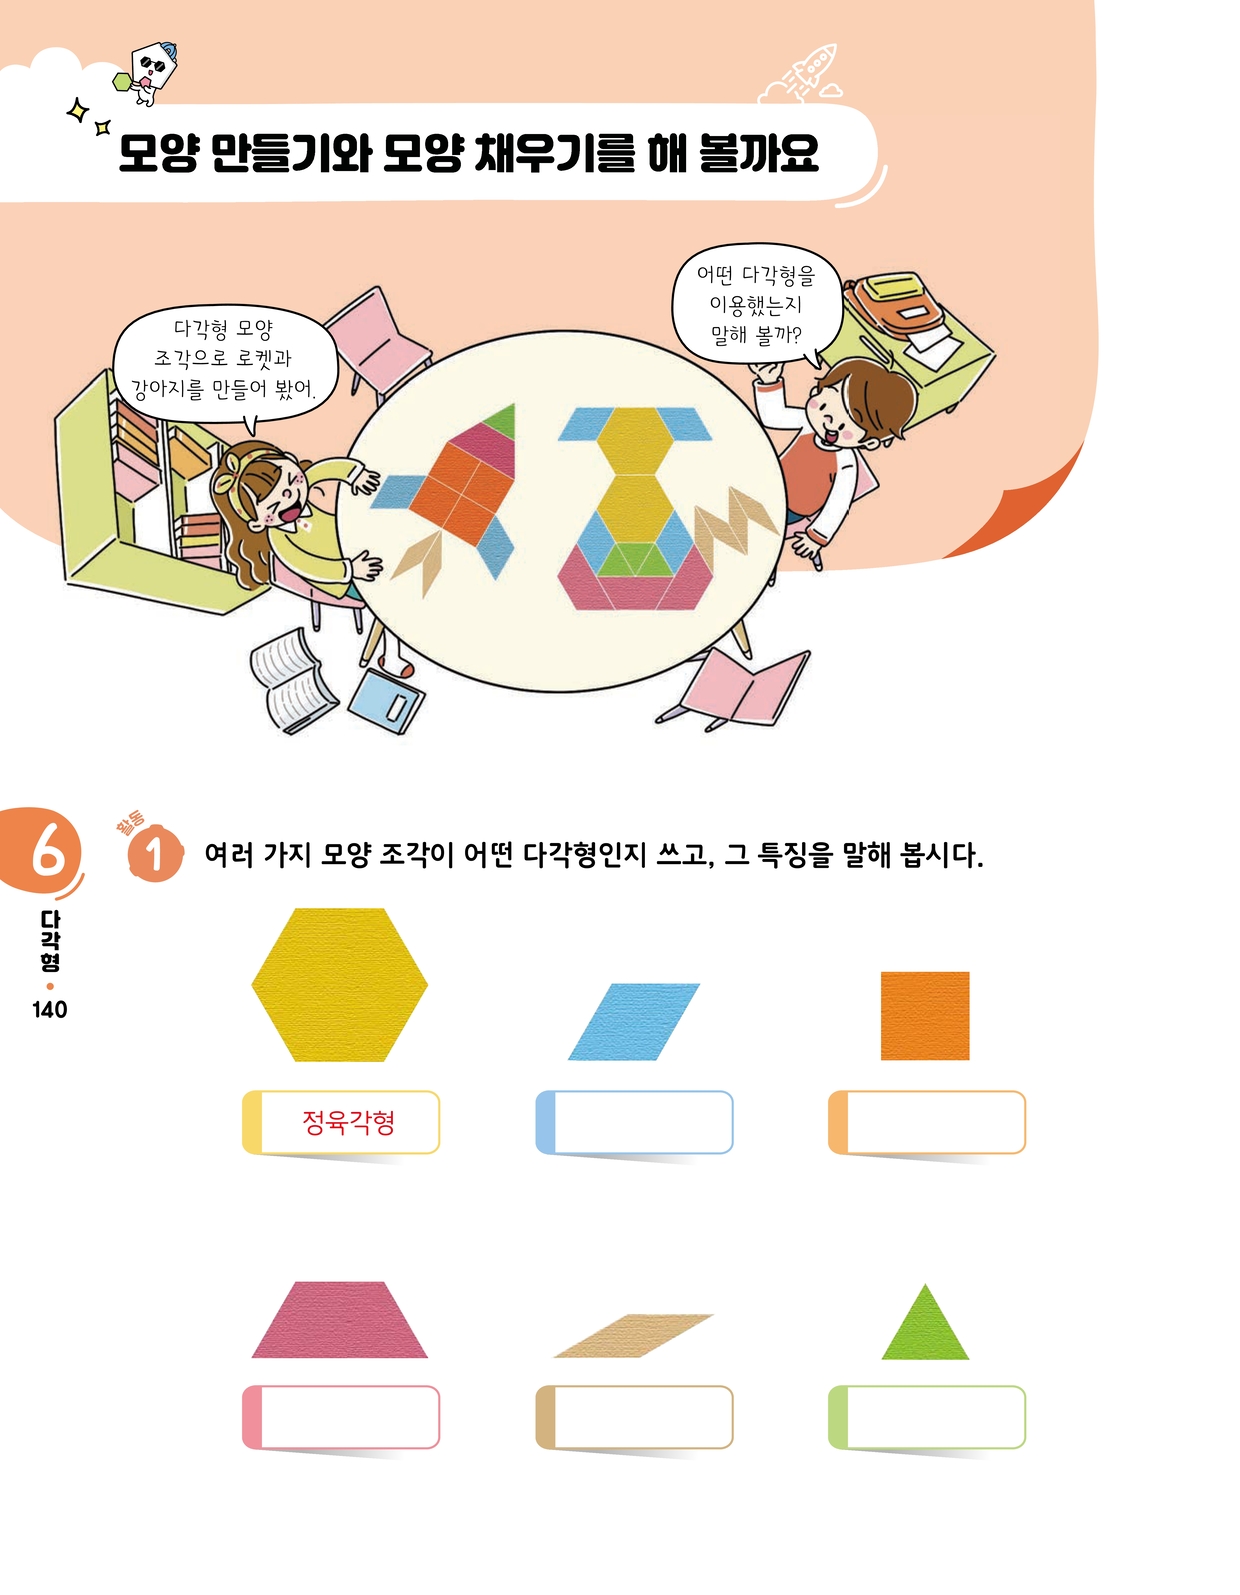 모양 만들기와 모양 채우기를 해 볼까요
어떤 다각형을
이용했는지
말해 볼까?
다각형 모양
조각으로 로켓과
강아지를 만들어 봤어.
6
다각형
140
활동
1
여러 가지 모양 조각이 어떤 다각형인지 쓰고, 그 특징을 말해 봅시다.
정육각형